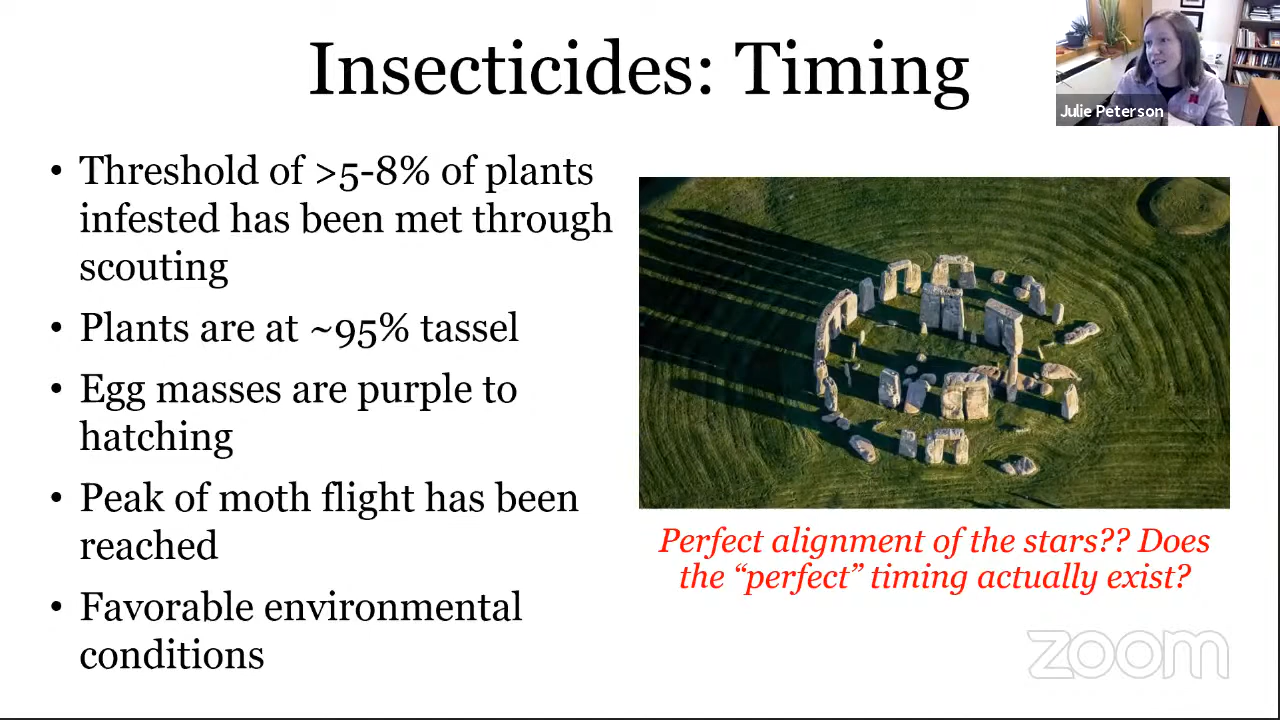 Insecticides: Timing
Julie Peterson
• Threshold of >5-8% of plants
infested has been met through
scouting
• Plants are at ~95% tassel
• Egg masses are purple to
hatching
• Peak of moth flight has been
reached
• Favorable environmental
conditions
Perfect alignment of the stars?? Does
the “perfect” timing actually exist?
zoom